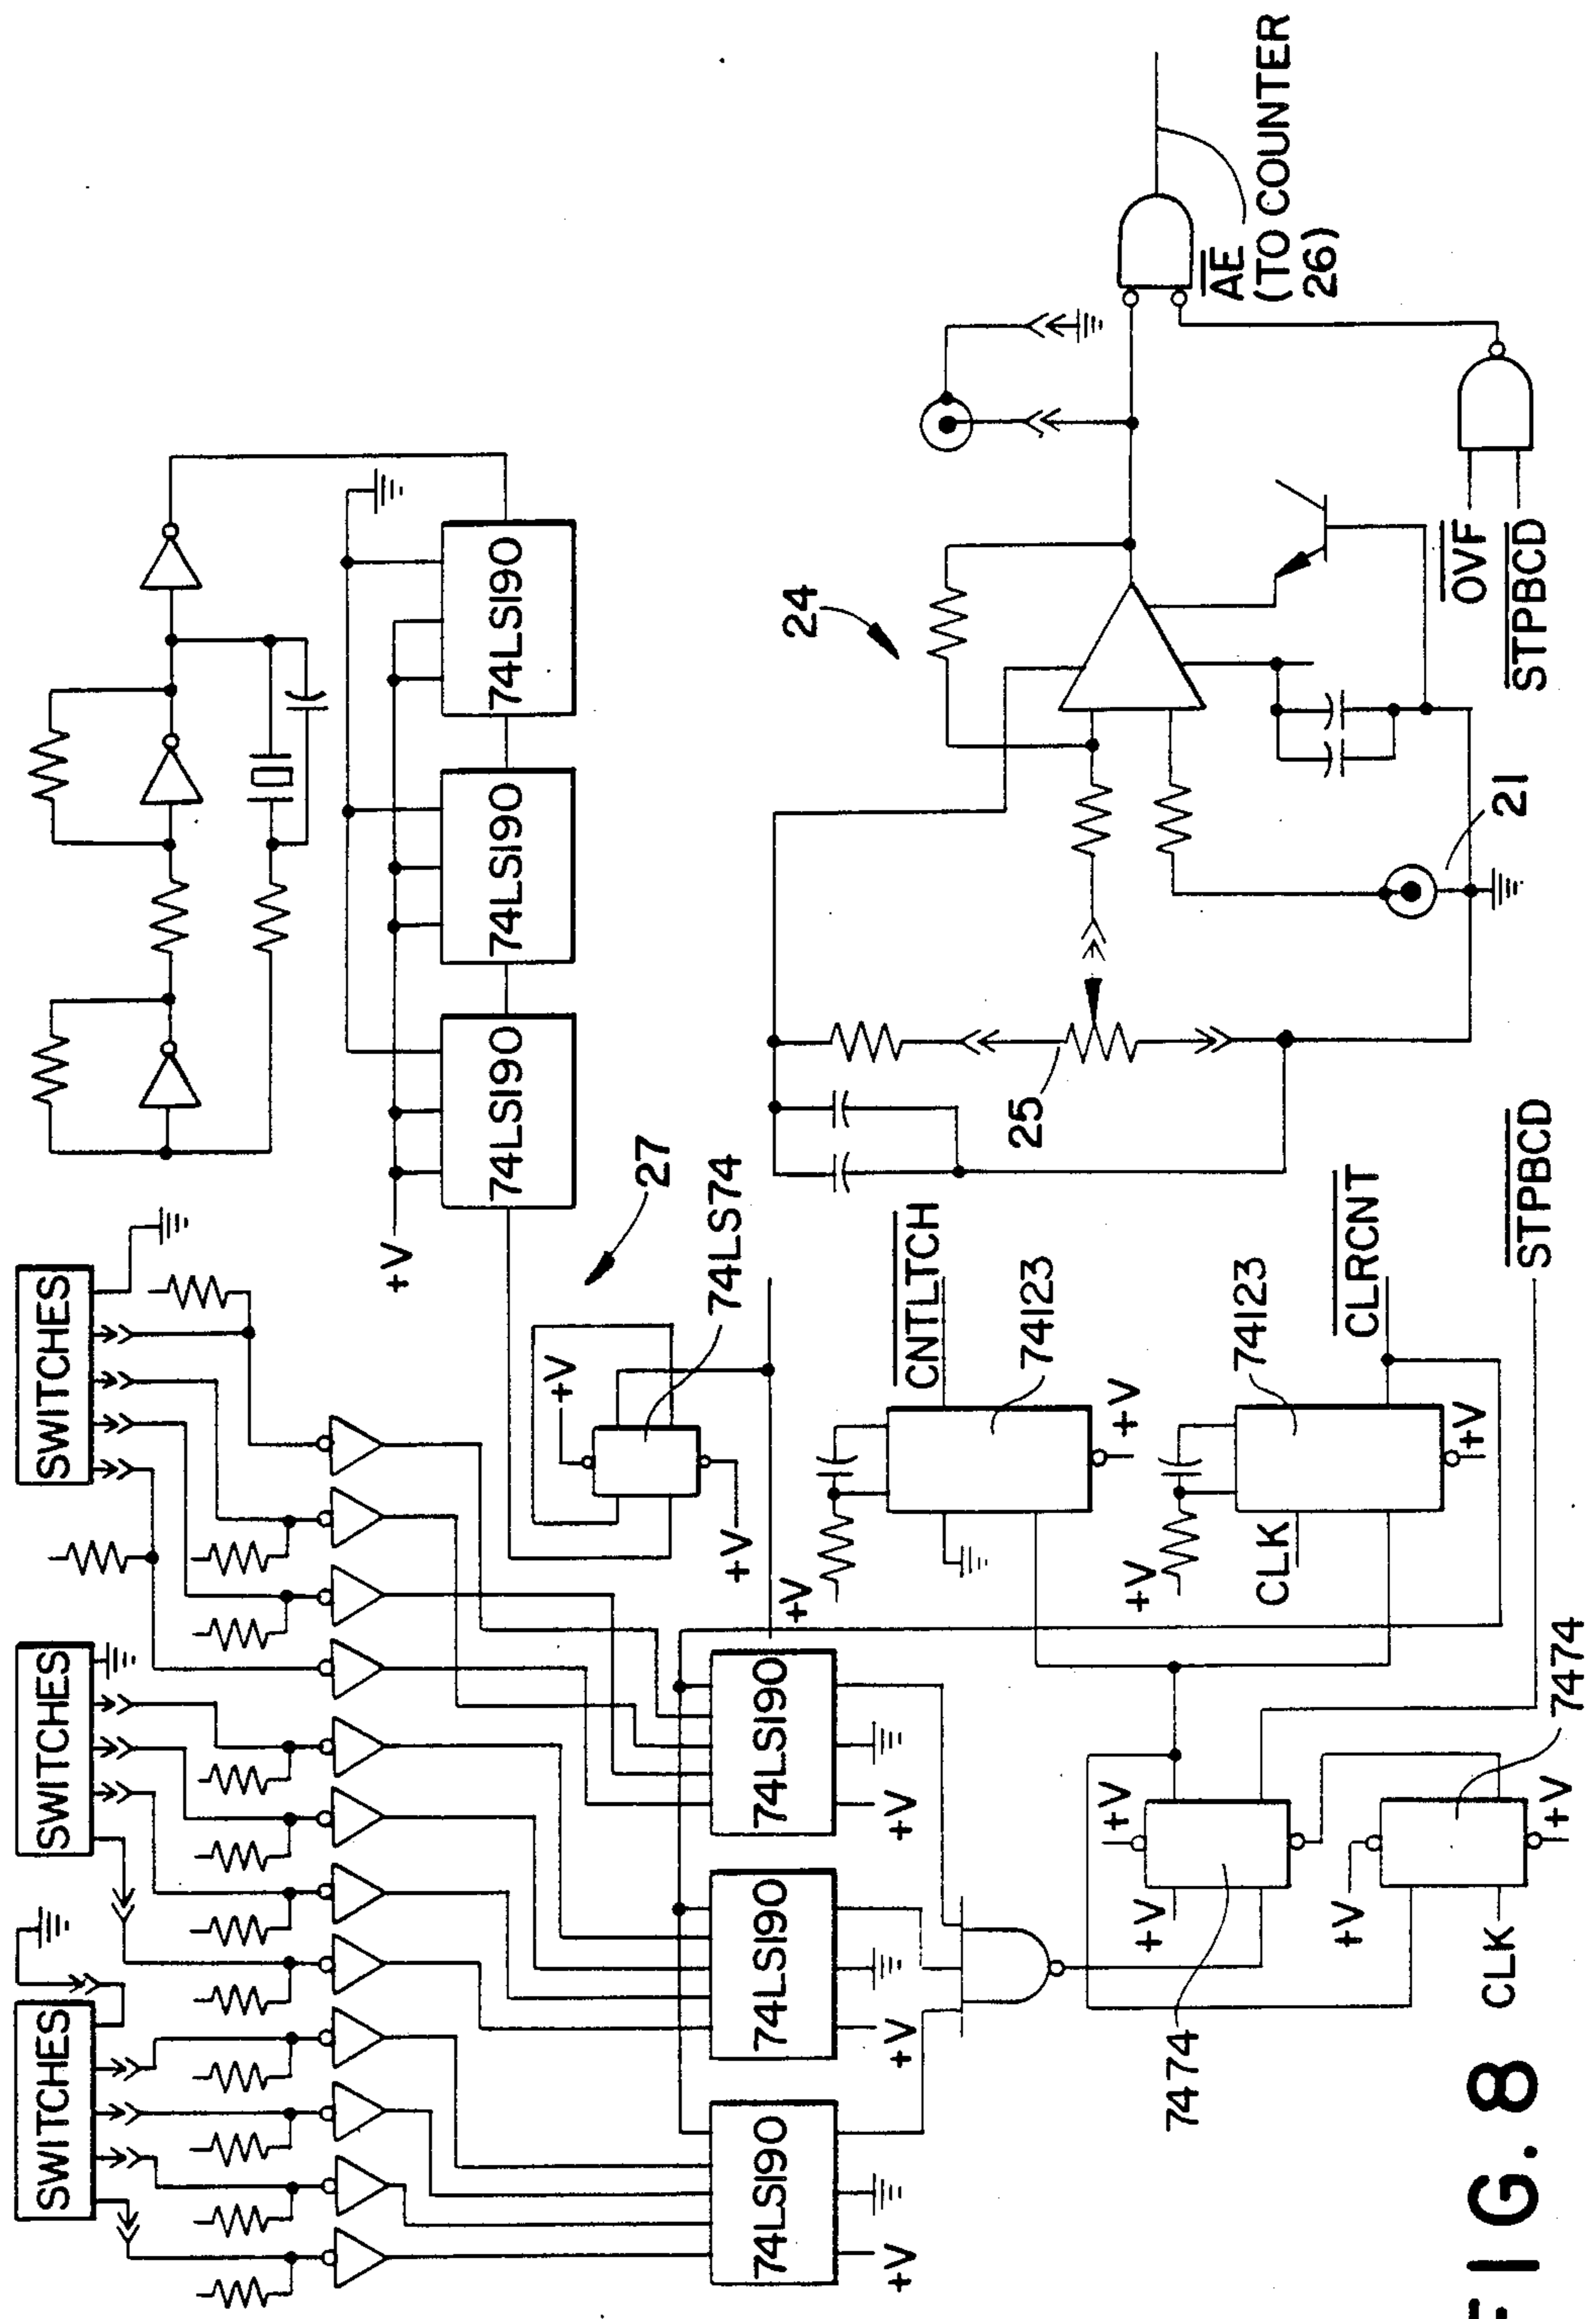 SWITCHES
SWITCHES
SWITCHES
+V
74LS190
74LS190
74LS190
27
74LS74
+V
+V
+V
74LS190
74LS190
74LS190
+V
+V
+V
CNTLTCH
74123
+V
74123
+V
CLK
CLRCNT
+V
STPBCD
+V
+V
7474
+V
CLK
7474
+V
24
25
21
OVF
STPBCD
AE
(TO COUNTER
26)
FIG. 8